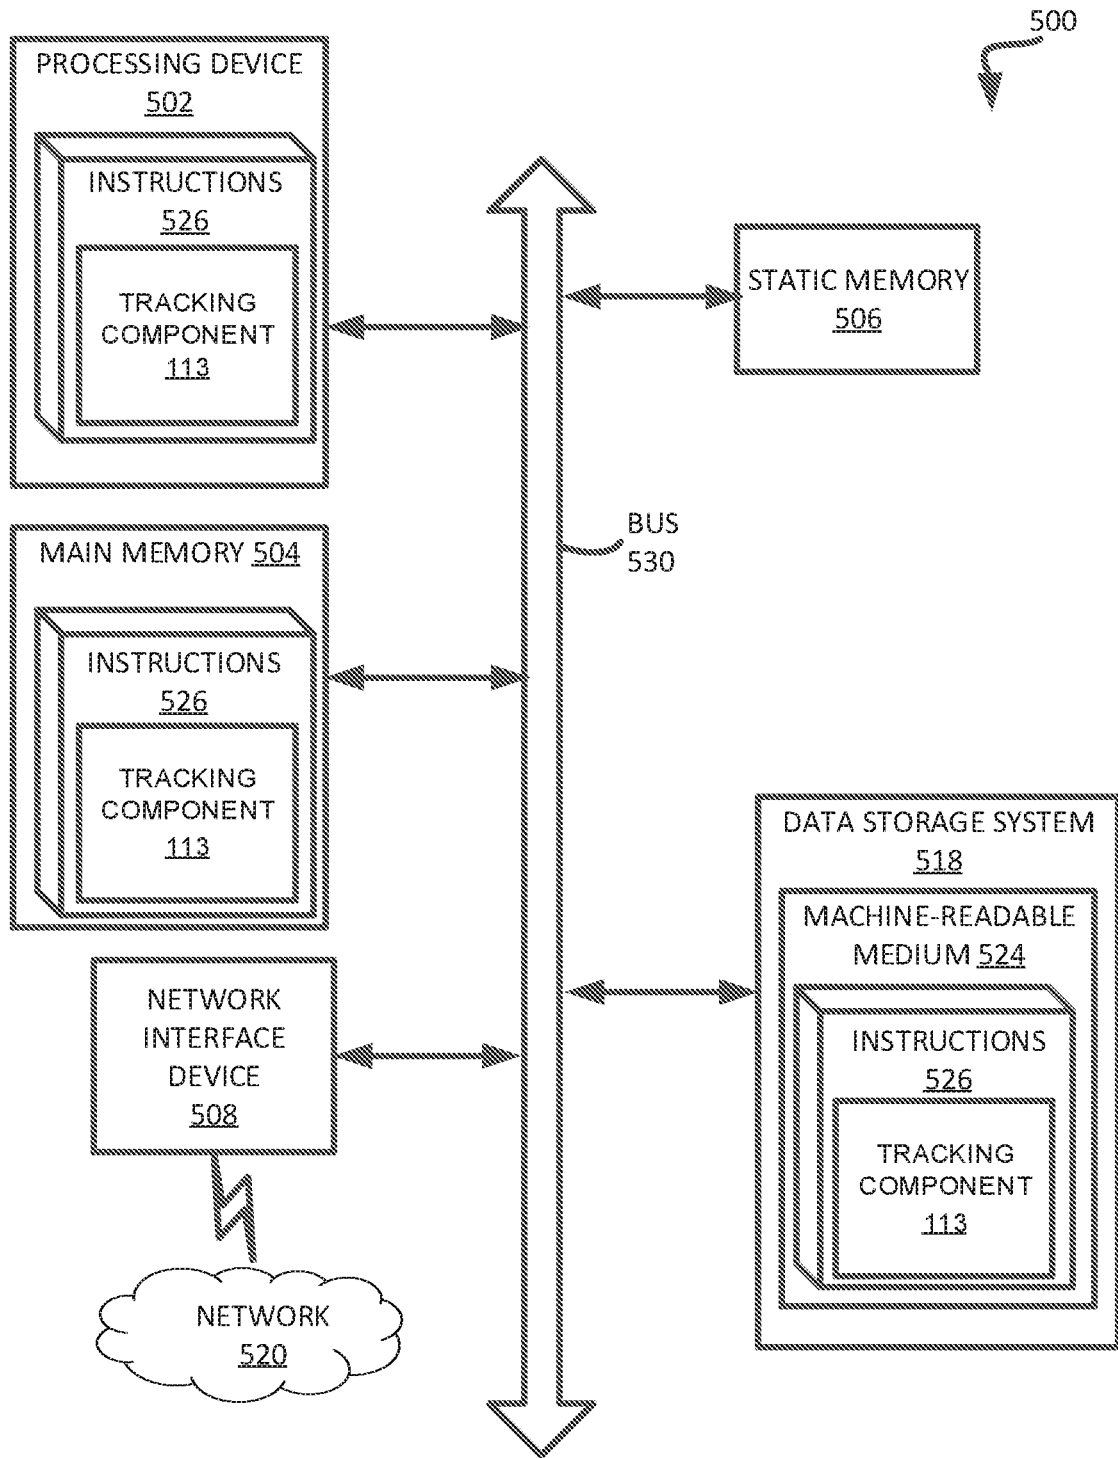 500
PROCESSING DEVICE
502
INSTRUCTIONS
526
TRACKING
COMPONENT
113
STATIC MEMORY
506
BUS
530
MAIN MEMORY 504
INSTRUCTIONS
526
TRACKING
COMPONENT
113
DATA STORAGE SYSTEM
518
MACHINE-READABLE
MEDIUM 524
INSTRUCTIONS
526
TRACKING
COMPONENT
113
NETWORK
INTERFACE
DEVICE
508
NETWORK
520